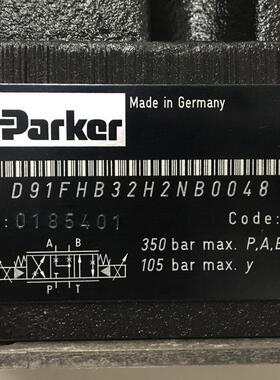 Parker
Made in Germany
D91FHB32H2NB0048
:0185401 Code:
A B
P T
350 bar max. P,A,B
105 bar max. y